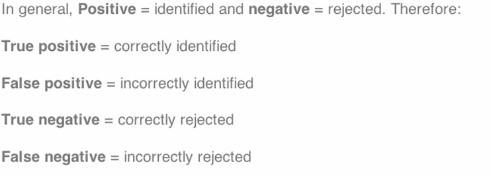 In general, Positive = identified and negative = rejected. Therefore:
True positive = correctly identified
False positive = incorrectly identified
True negative = correctly rejected
False negative = incorrectly rejected